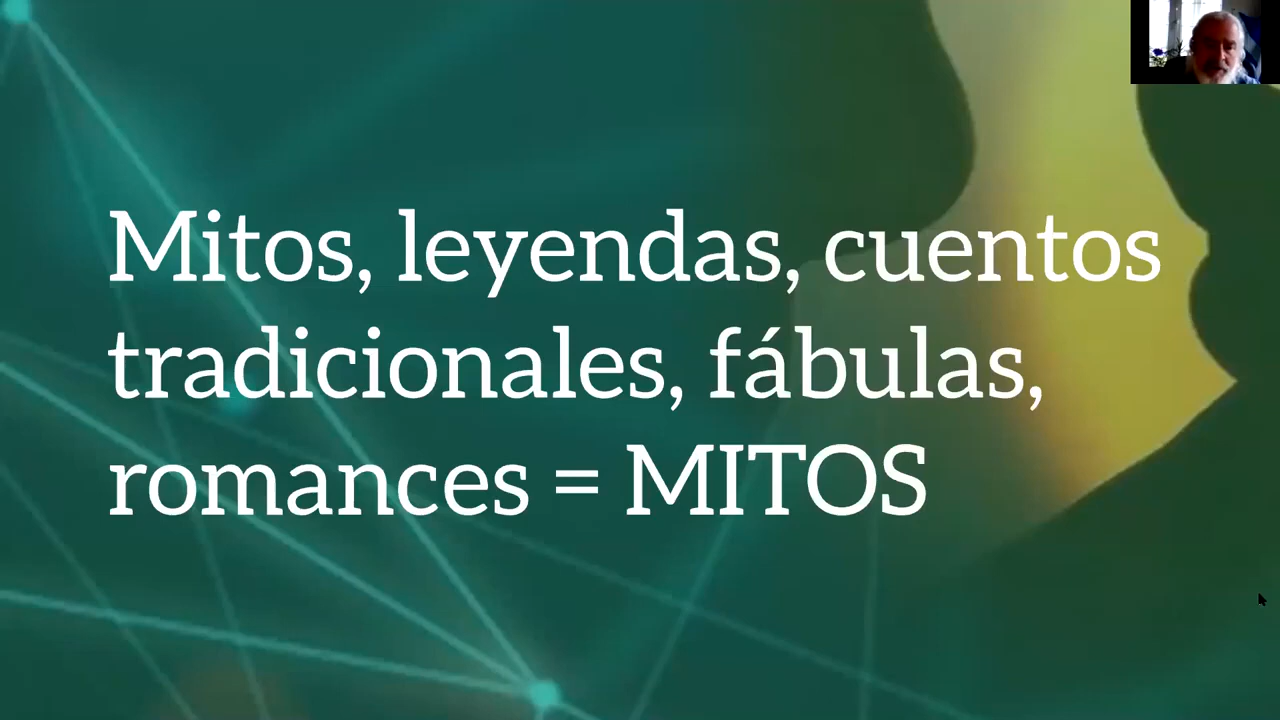 Mitos, leyendas, cuentos
tradicionales, fábulas,
romances = MITOS